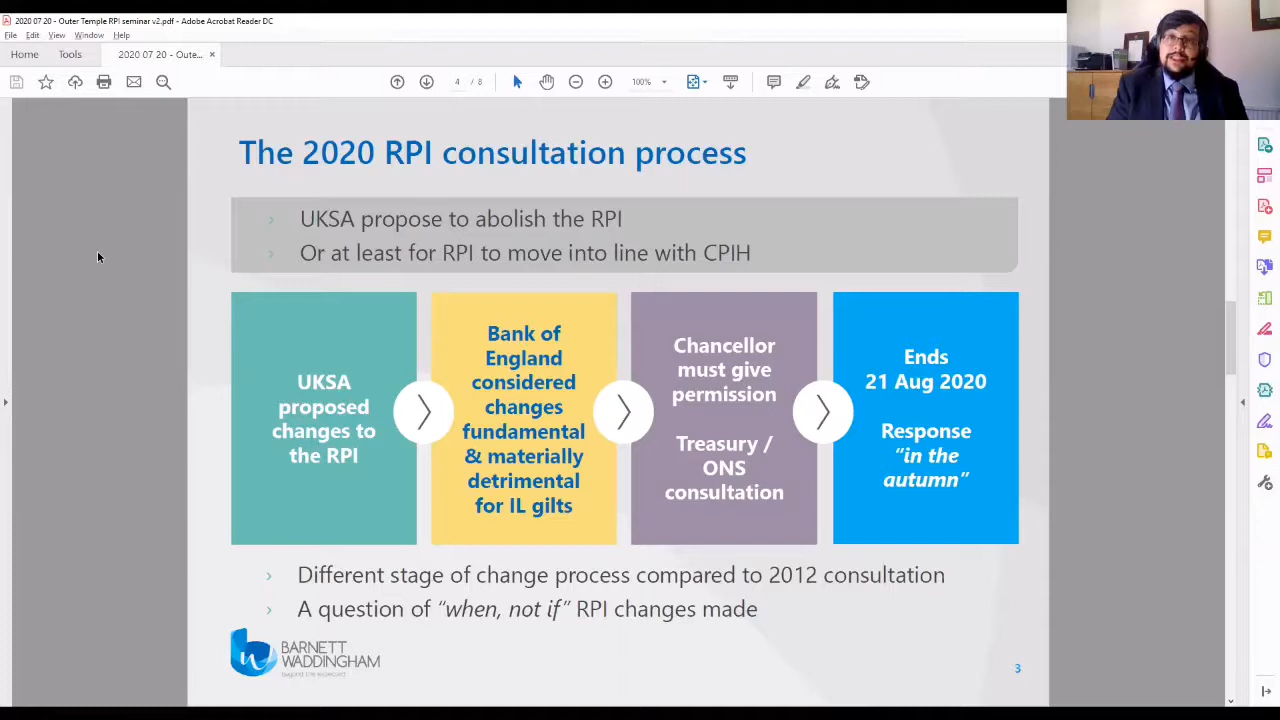 2020 07 20 - Outer Temple RPI seminar v2.pdf - Adobe Acrobat Reader DC
File Edit View Window Help
Home Tools 2020 07 20 - Oute... ×
4 / 8 100%
The 2020 RPI consultation process
› UKSA propose to abolish the RPI
› Or at least for RPI to move into line with CPIH
UKSA
proposed
changes to
the RPI
Bank of
England
considered
changes
fundamental
& materially
detrimental
for IL gilts
Chancellor
must give
permission
Treasury /
ONS
consultation
Ends
21 Aug 2020
Response
“in the
autumn”
› Different stage of change process compared to 2012 consultation
› A question of “when, not if” RPI changes made
BARNETT
WADDINGHAM
beyond the expected
3